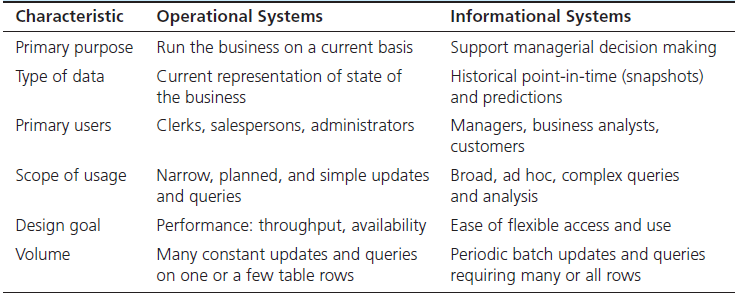 Characteristic Operational Systems Informational Systems
Primary purpose Run the business on a current basis Support managerial decision making
Type of data Current representation of state of Historical point-in-time (snapshots)
the business and predictions
Primary users Clerks, salespersons, administrators Managers, business analysts,
customers
Scope of usage Narrow, planned, and simple updates Broad, ad hoc, complex queries
and queries and analysis
Design goal Performance: throughput, availability Ease of flexible access and use
Volume Many constant updates and queries Periodic batch updates and queries
on one or a few table rows requiring many or all rows